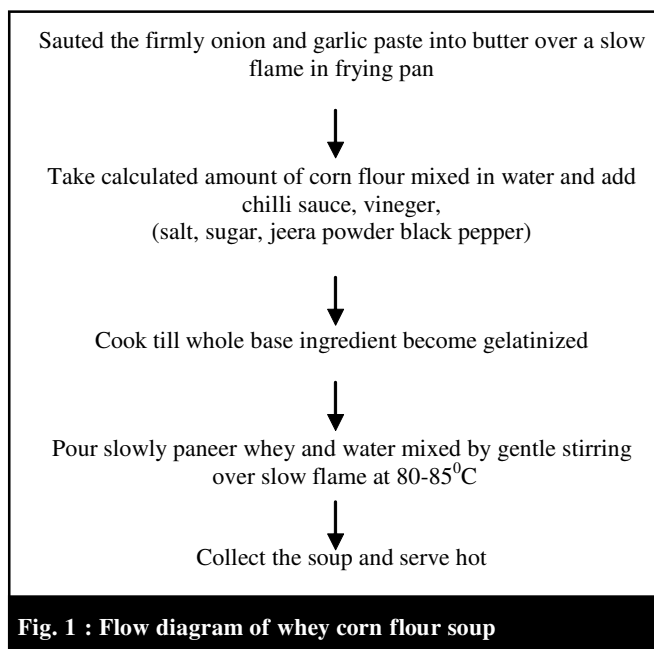 Sauted the firmly onion and garlic paste into butter over a slow
flame in frying pan
Take calculated amount of corn flour mixed in water and add
chilli sauce, vineger,
(salt, sugar, jeera powder black pepper)
Cook till whole base ingredient become gelatinized
Pour slowly paneer whey and water mixed by gentle stirring
over slow flame at 80-85⁰C
Collect the soup and serve hot
Fig. 1 : Flow diagram of whey corn flour soup